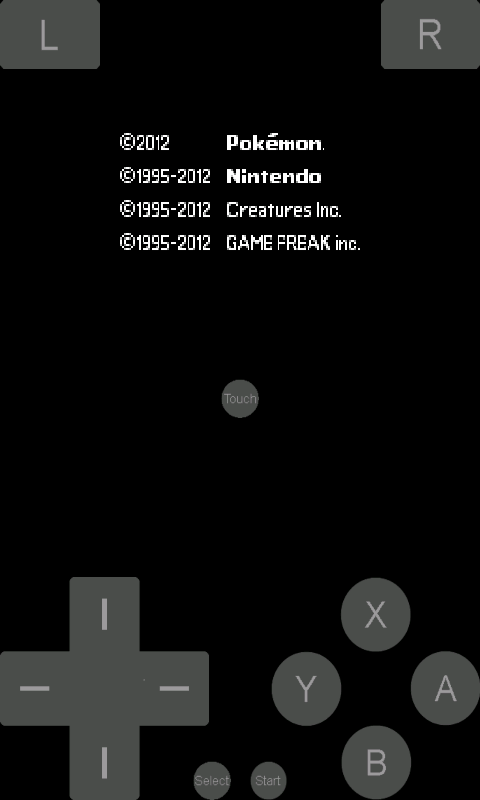 L R
©2012 Pokémon.
©1995-2012 Nintendo
©1995-2012 Creatures Inc.
©1995-2012 GAME FREAK inc.
Touch
X
Y A
B
Select Start